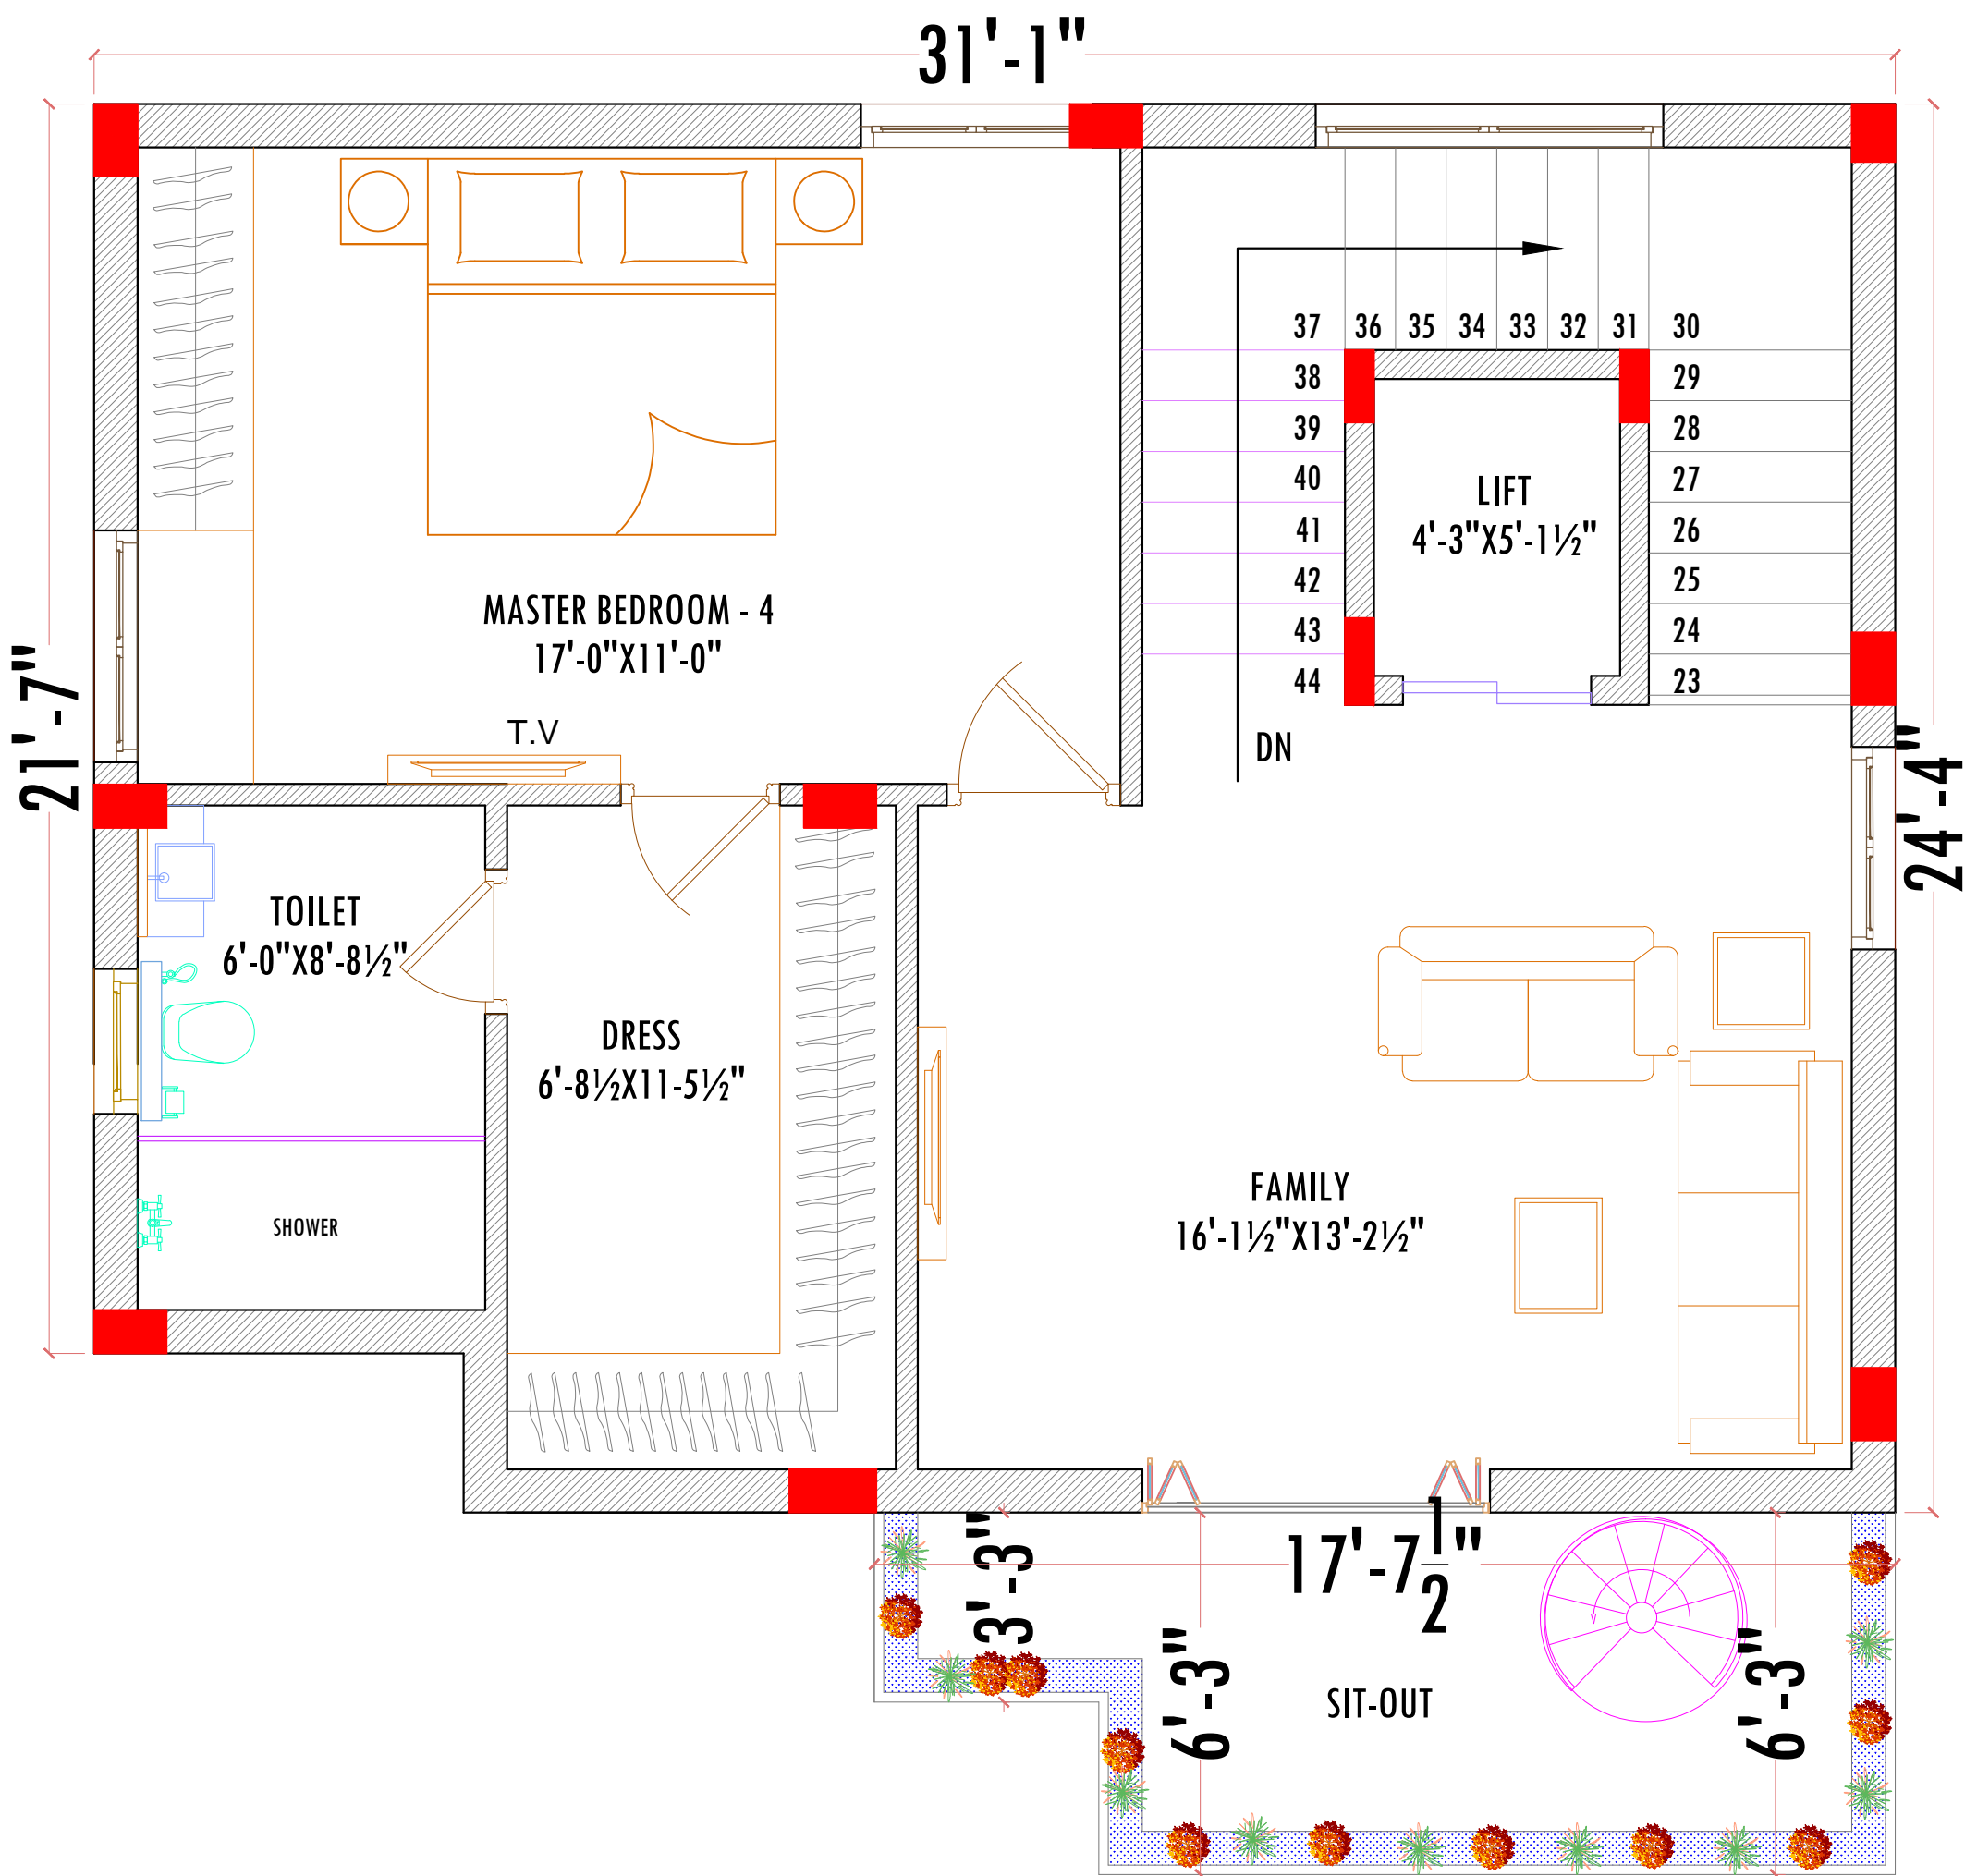 31'-1"
37 36 35 34 33 32 31 30
38 29
39 28
40 27
41 26
42 25
43 24
44 23
LIFT
4'-3"X5'-1½"
MASTER BEDROOM - 4
17'-0"X11'-0"
T.V
DN
21'-7"
24'-4"
TOILET
6'-0"X8'-8½"
DRESS
6'-8½X11-5½"
FAMILY
16'-1½"X13'-2½"
SHOWER
3'-3"
17'-7½"
6'-3"
6'-3"
SIT-OUT